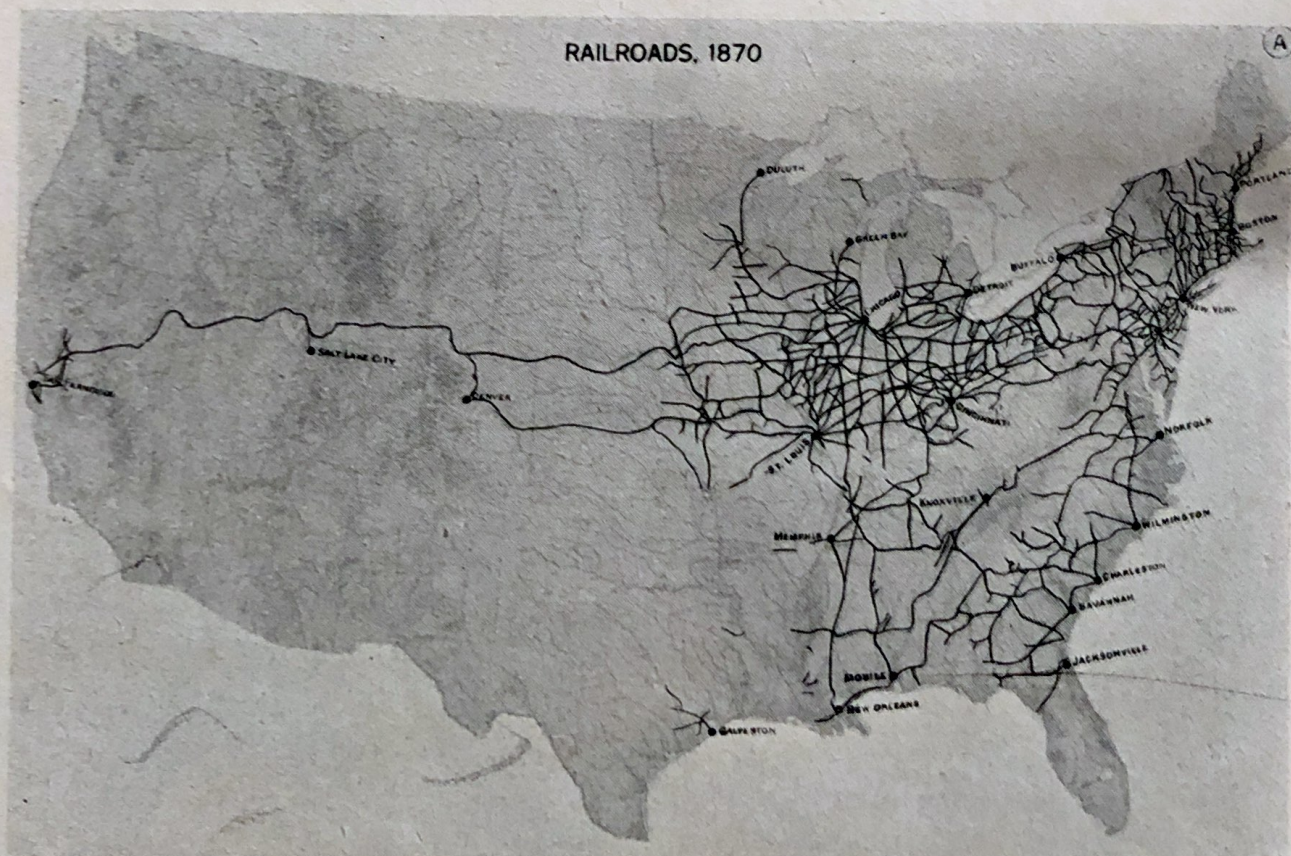 RAILROADS, 1870
A
DULUTH
PORTLAND
BOSTON
GREEN BAY
BUFFALO
DETROIT
CHICAGO
NEW YORK
SALT LAKE CITY
DENVER
CINCINNATI
NORFOLK
ST. LOUIS
KNOXVILLE
WILMINGTON
MEMPHIS
CHARLESTON
SAVANNAH
JACKSONVILLE
MOBILE
NEW ORLEANS
GALVESTON